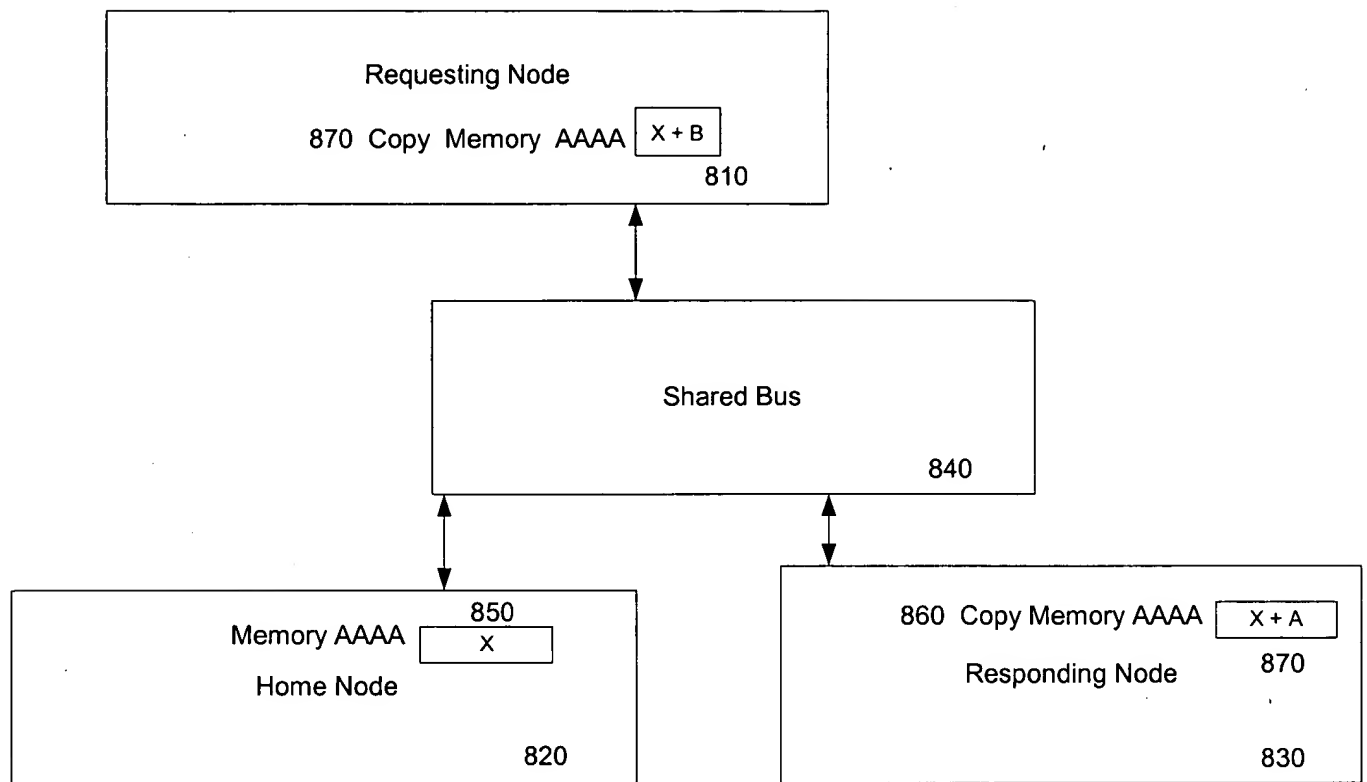 Requesting Node
870 Copy Memory AAAA X + B
810
Shared Bus
840
850
Memory AAAA X
Home Node
820
860 Copy Memory AAAA X + A
870
Responding Node
830